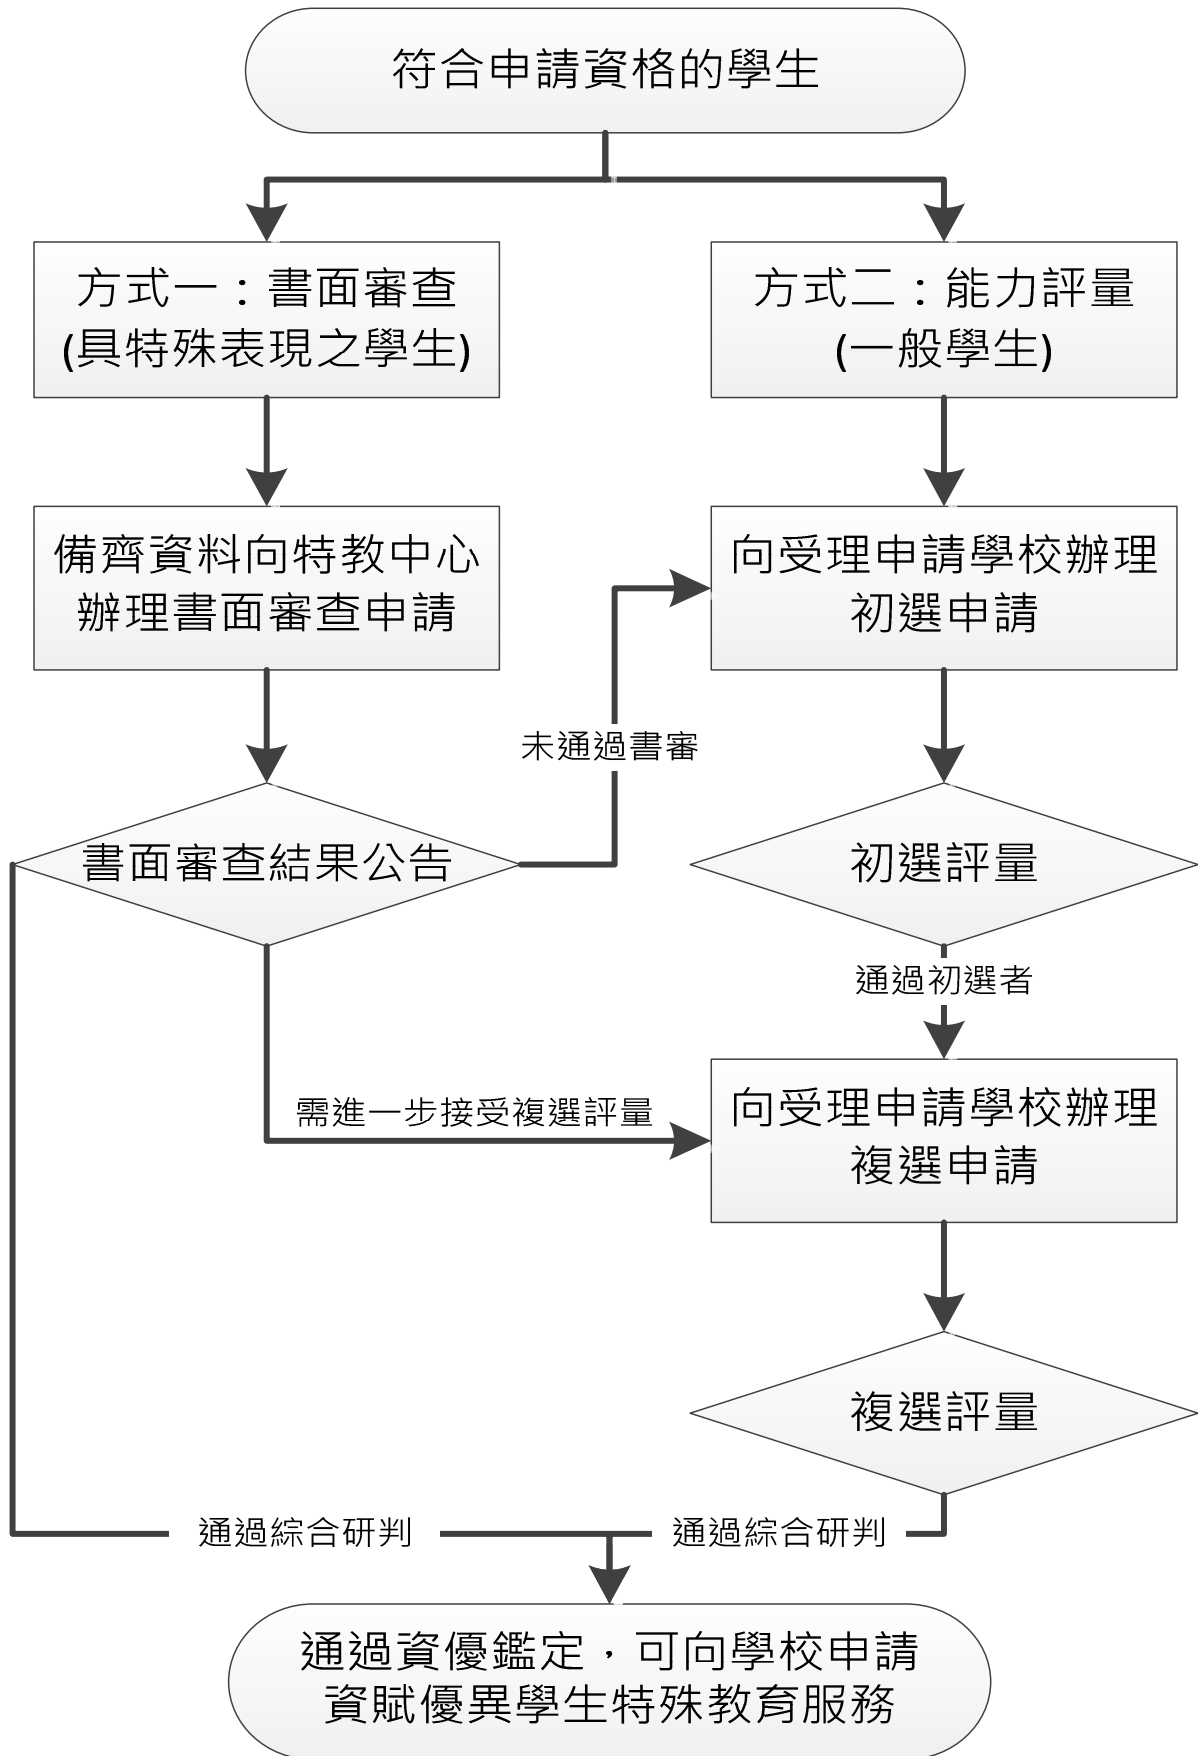 符合申請資格的學生
方式一：書面審查
(具特殊表現之學生)
方式二：能力評量
(一般學生)
備齊資料向特教中心
辦理書面審查申請
向受理申請學校辦理
初選申請
未通過書審
書面審查結果公告
初選評量
通過初選者
需進一步接受複選評量
向受理申請學校辦理
複選申請
複選評量
通過綜合研判
通過綜合研判
通過資優鑑定，可向學校申請
資賦優異學生特殊教育服務